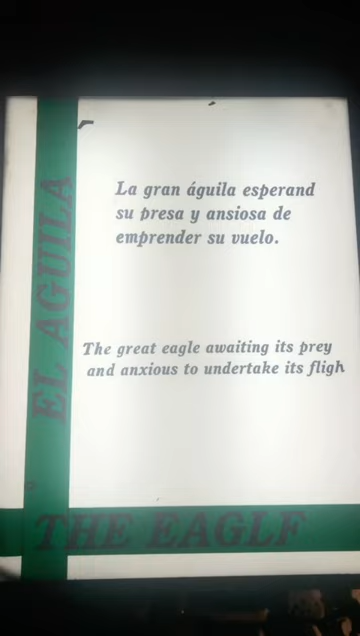 EL AGUILA
La gran águila esperand
su presa y ansiosa de
emprender su vuelo.
The great eagle awaiting its prey
and anxious to undertake its fligh
THE EAGLE